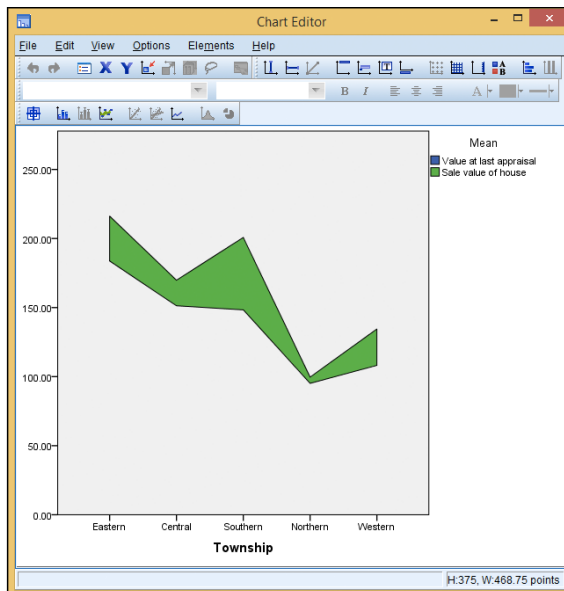 Chart Editor
File Edit View Options Elements Help
X Y
T
A
B
B I
A
Mean
Value at last appraisal
Sale value of house
250.00
200.00
150.00
100.00
50.00
0.00
Eastern Central Southern Northern Western
Township
H:375, W:468.75 points